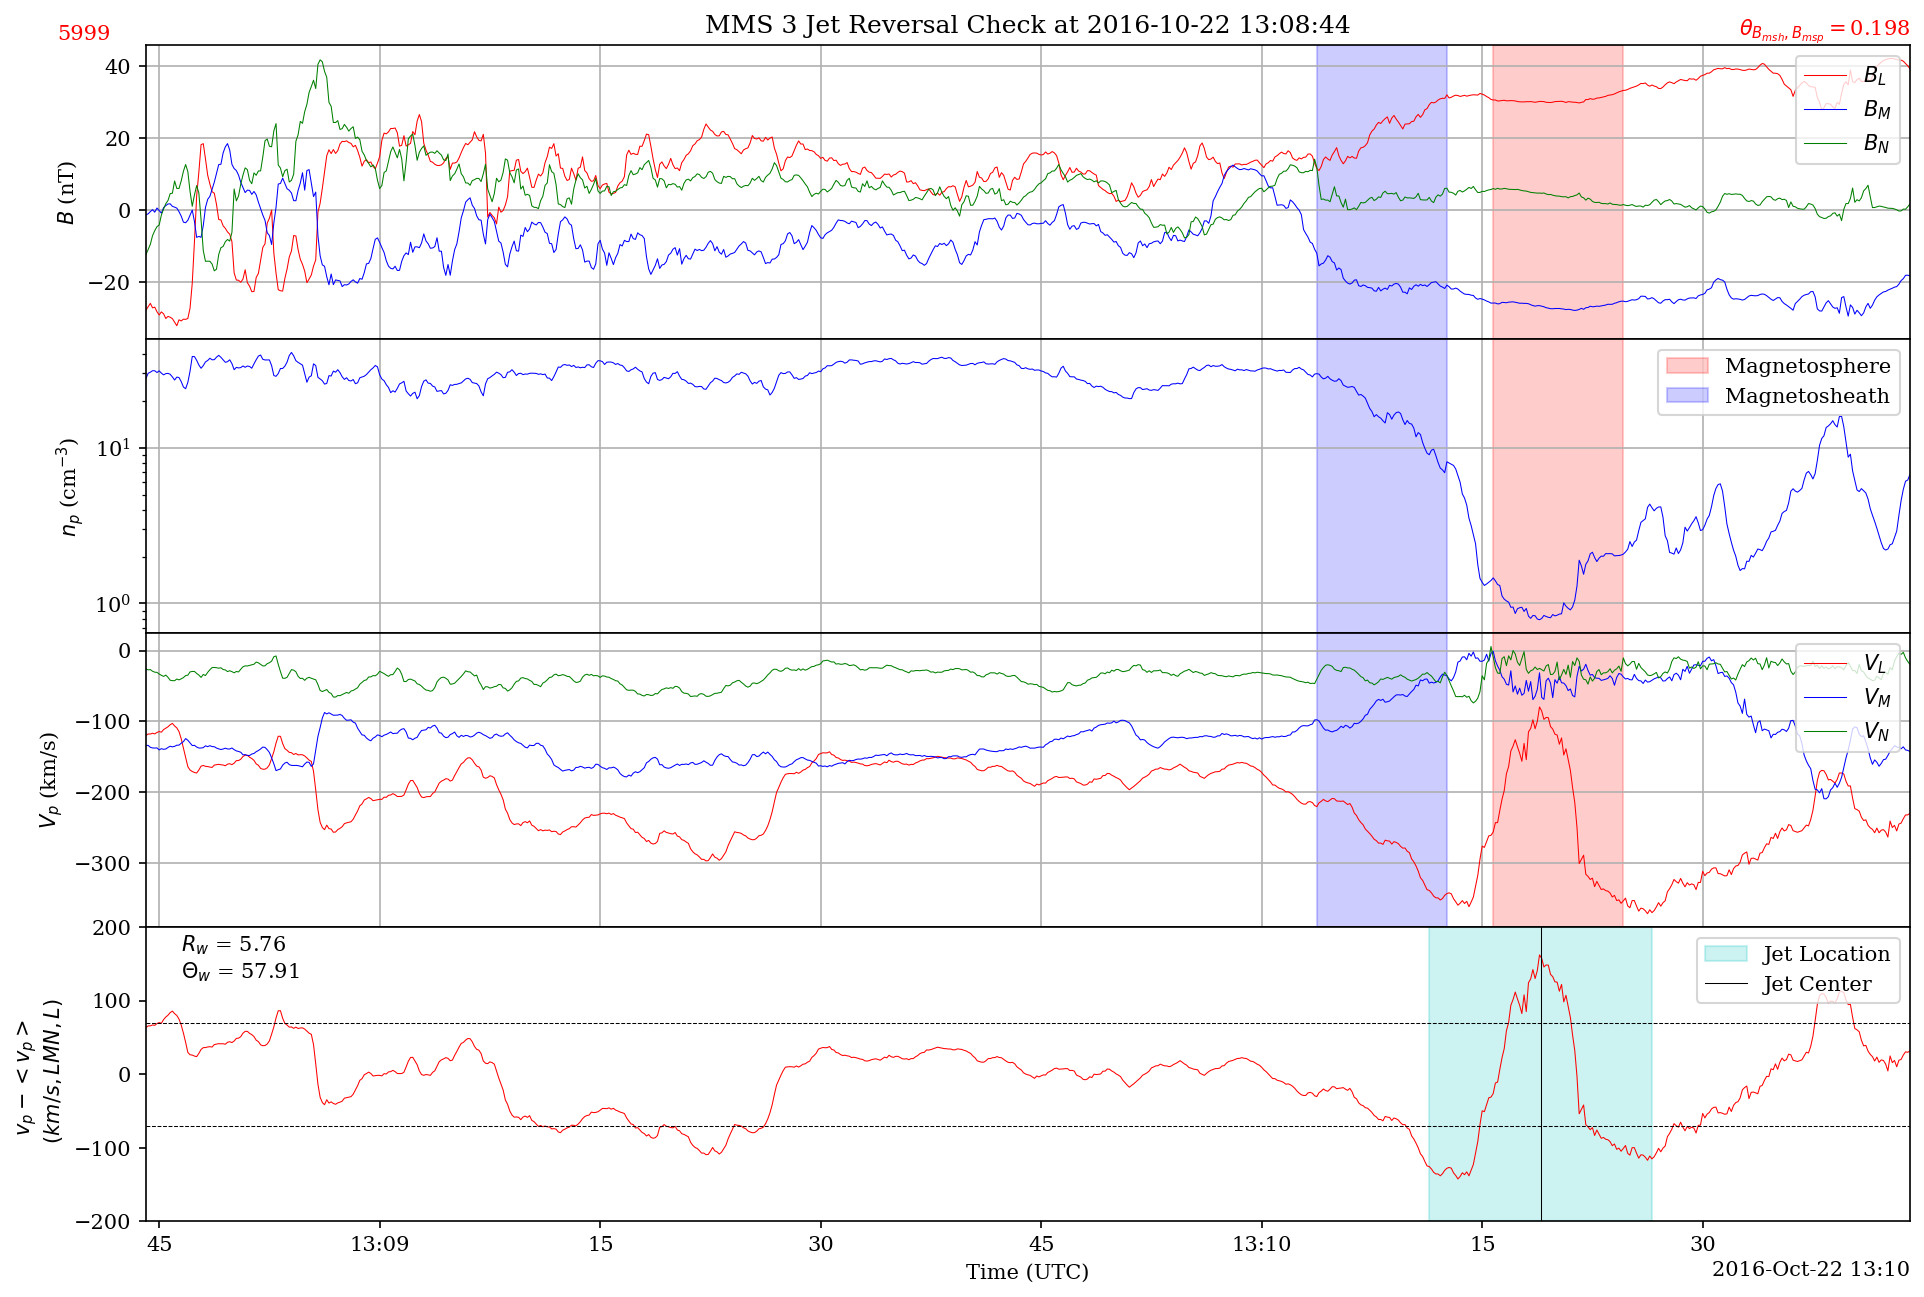 MMS 3 Jet Reversal Check at 2016-10-22 13:08:44
5999
θ_{B_{msh}, B_{msp}} = 0.198
40
20
0
−20
B (nT)
B_L
B_M
B_N
10^1
10^0
n_p (cm^{−3})
Magnetosphere
Magnetosheath
0
−100
−200
−300
V_p (km/s)
V_L
V_M
V_N
200
100
0
−100
−200
v_p − < v_p >
(km/s, LMN, L)
R_w = 5.76
Θ_w = 57.91
Jet Location
Jet Center
45
13:09
15
30
45
13:10
15
30
Time (UTC)
2016-Oct-22 13:10